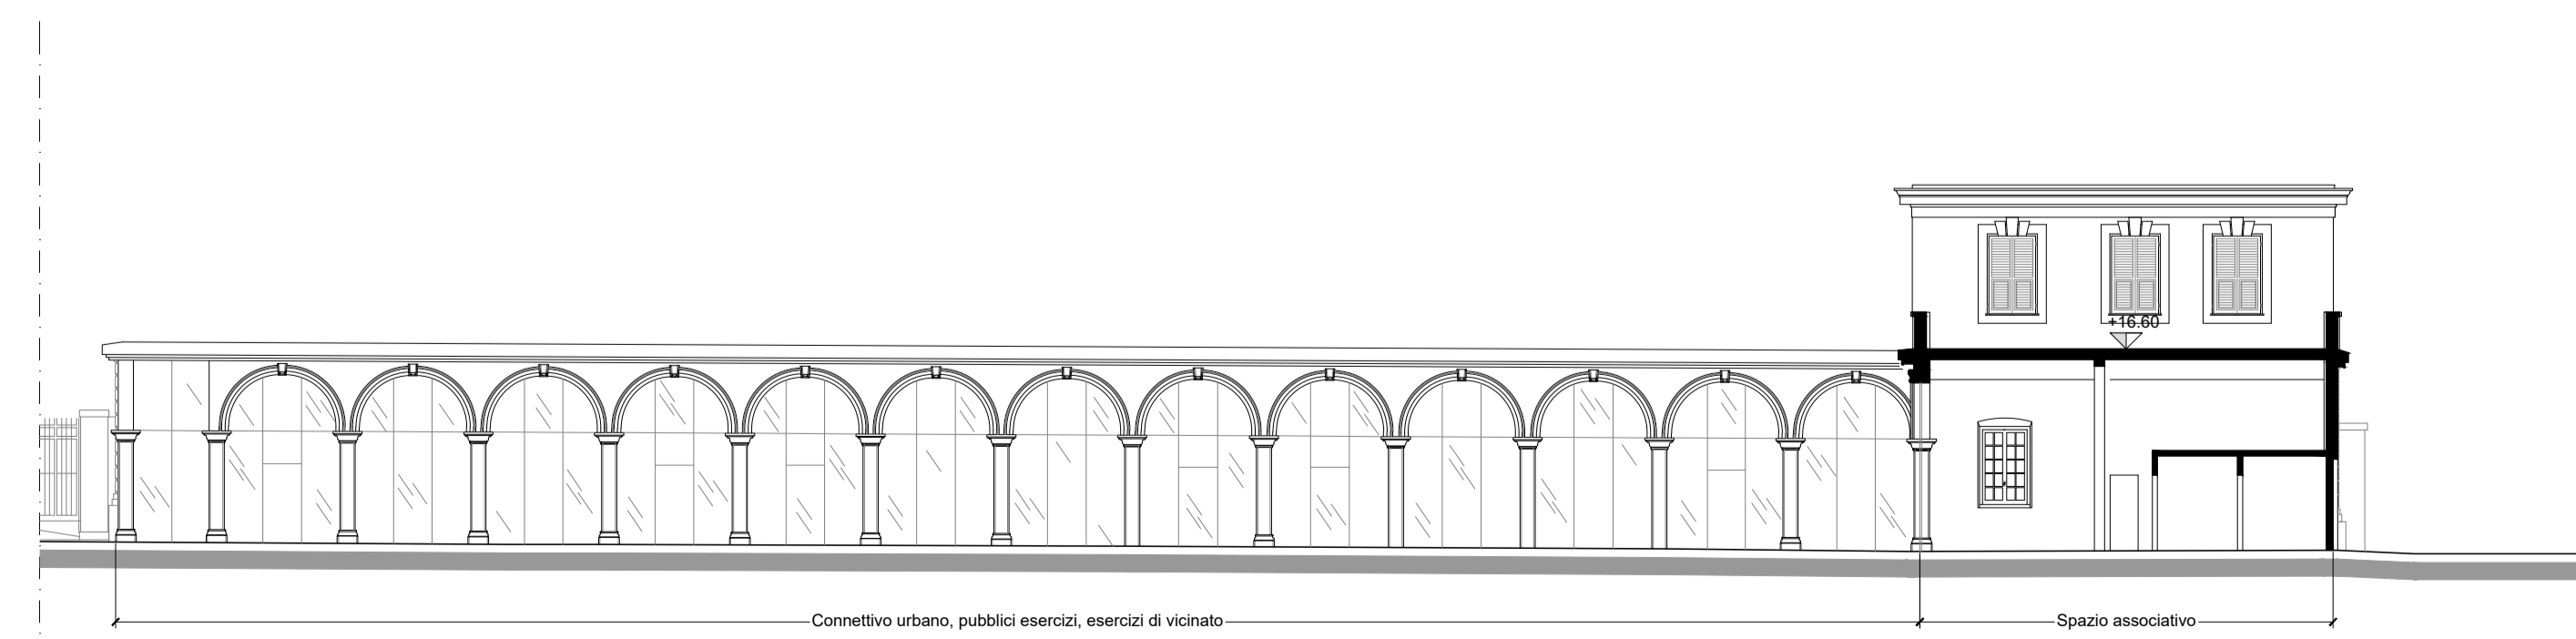 +16.60
Connettivo urbano, pubblici esercizi, esercizi di vicinato
Spazio associativo